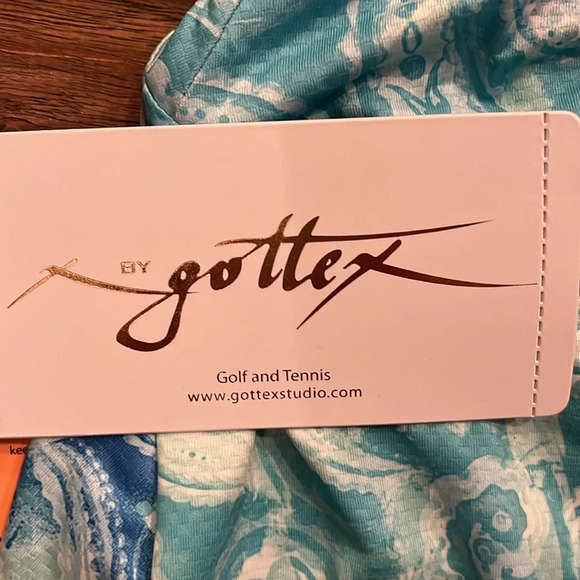 X BY gottex
Golf and Tennis
www.gottexstudio.com